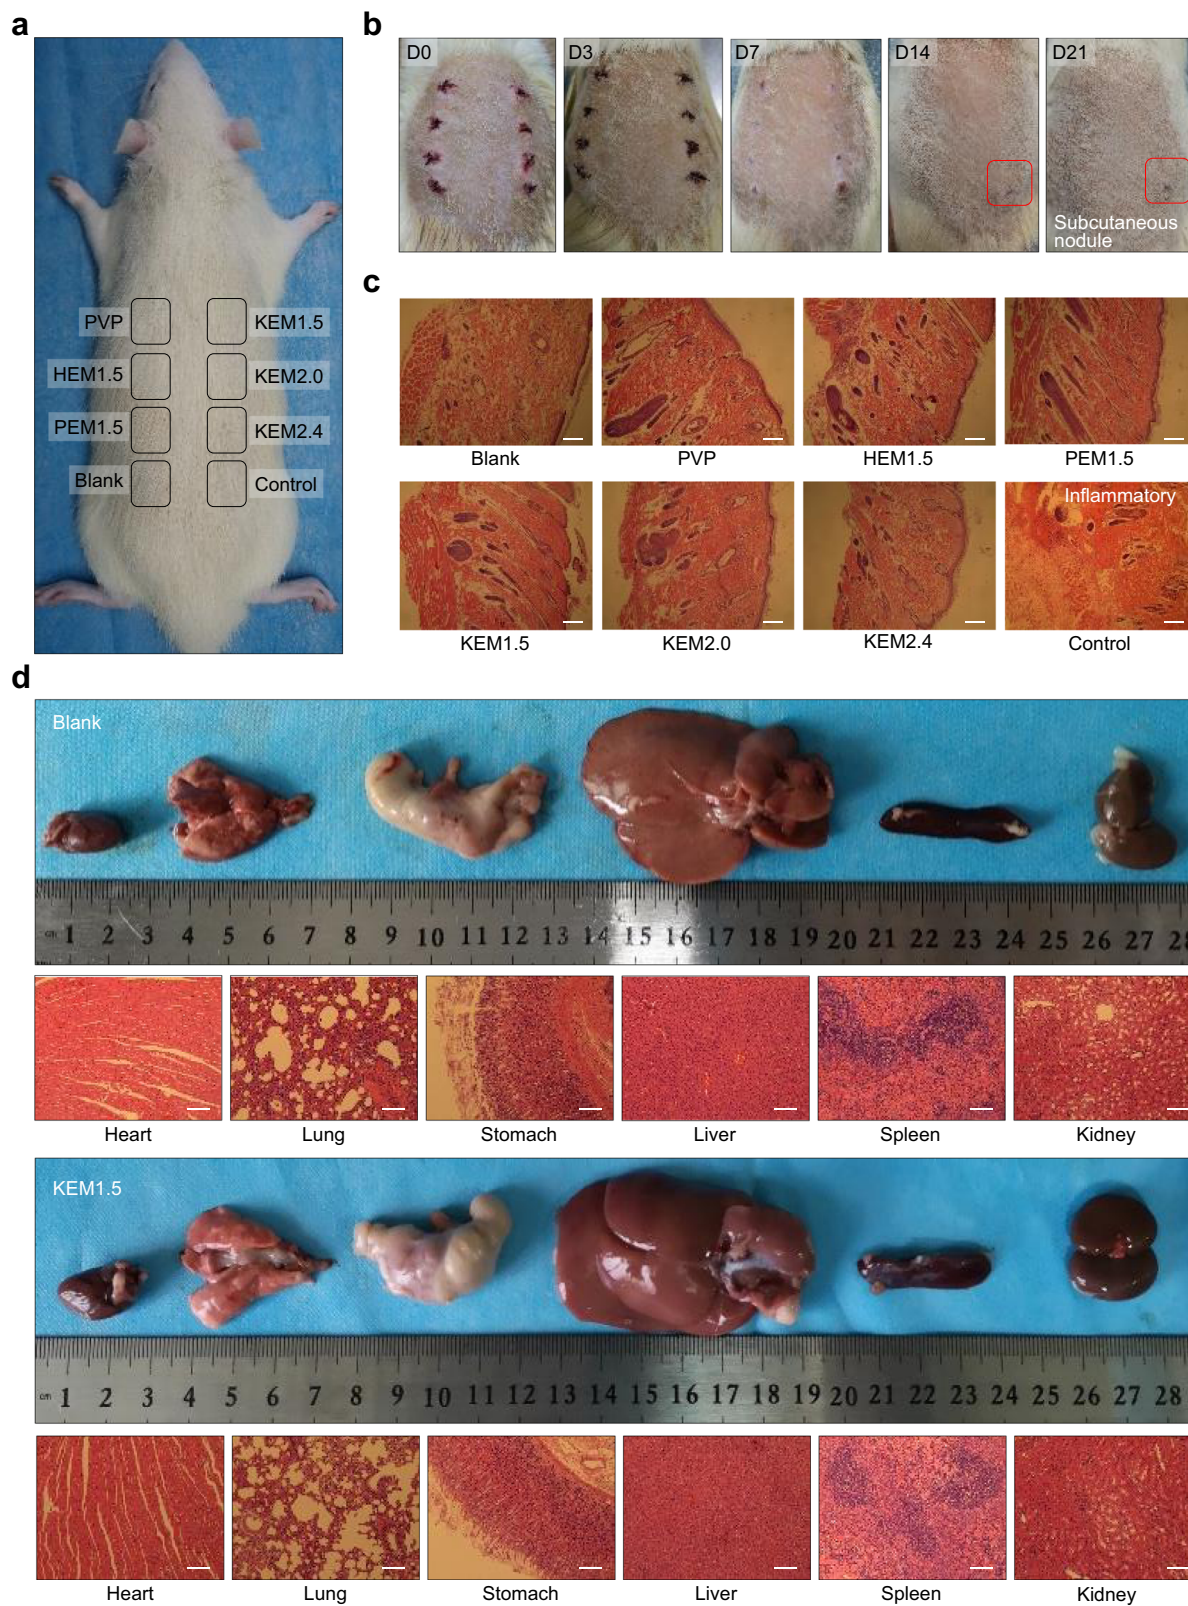 a
PVP
KEM1.5
HEM1.5
KEM2.0
PEM1.5
KEM2.4
Blank
Control
b
D0
D3
D7
D14
D21
Subcutaneous
nodule
c
Blank
PVP
HEM1.5
PEM1.5
Inflammatory
KEM1.5
KEM2.0
KEM2.4
Control
d
Blank
cm 1 2 3 4 5 6 7 8 9 10 11 12 13 14 15 16 17 18 19 20 21 22 23 24 25 26 27 28
Heart
Lung
Stomach
Liver
Spleen
Kidney
KEM1.5
cm 1 2 3 4 5 6 7 8 9 10 11 12 13 14 15 16 17 18 19 20 21 22 23 24 25 26 27 28
Heart
Lung
Stomach
Liver
Spleen
Kidney